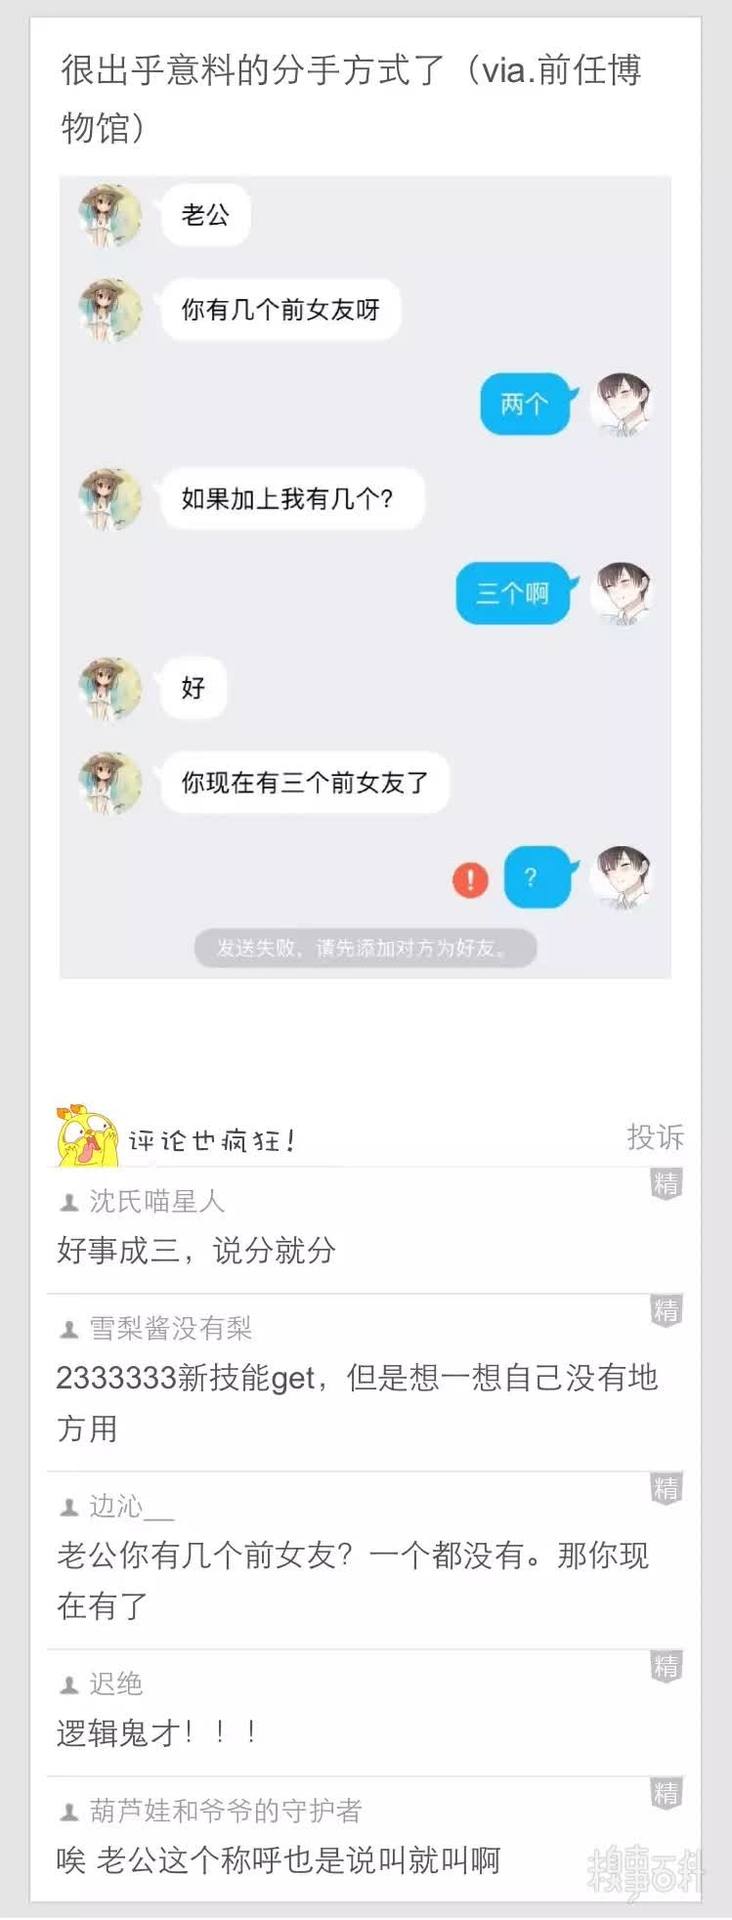 很出乎意料的分手方式了（via.前任博
物馆）
老公
你有几个前女友呀
两个
如果加上我有几个？
三个啊
好
你现在有三个前女友了
！ ？
发送失败，请先添加对方为好友。
评论也疯狂！ 投诉
沈氏喵星人 精
好事成三，说分就分
雪梨酱没有梨 精
2333333新技能get，但是想一想自己没有地
方用
边沁__ 精
老公你有几个前女友？一个都没有。那你现
在有了
迟绝 精
逻辑鬼才！！！
葫芦娃和爷爷的守护者 精
唉 老公这个称呼也是说叫就叫啊
糗事百科